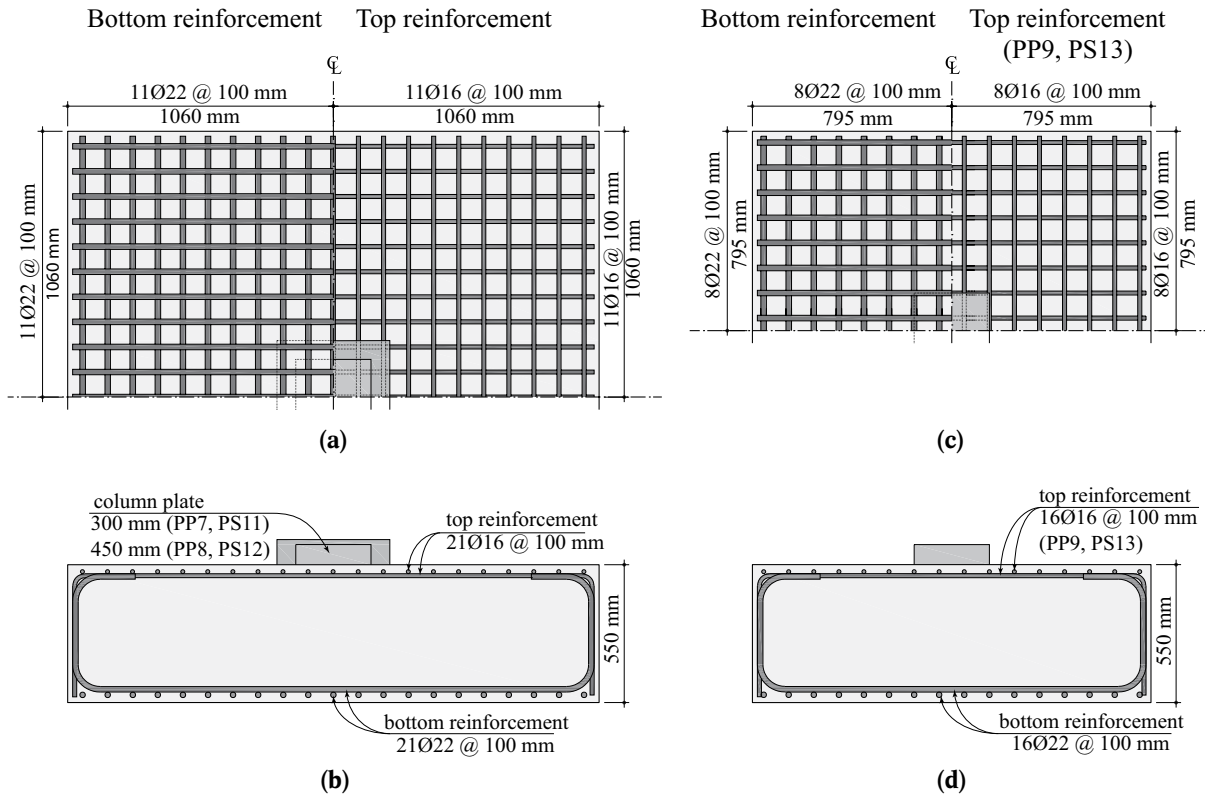 Bottom reinforcement
Top reinforcement
℄
11Ø22 @ 100 mm
1060 mm
11Ø16 @ 100 mm
1060 mm
11Ø22 @ 100 mm
1060 mm
11Ø16 @ 100 mm
1060 mm
(a)
Bottom reinforcement
Top reinforcement
(PP9, PS13)
℄
8Ø22 @ 100 mm
795 mm
8Ø16 @ 100 mm
795 mm
8Ø22 @ 100 mm
795 mm
8Ø16 @ 100 mm
795 mm
(c)
column plate
300 mm (PP7, PS11)
450 mm (PP8, PS12)
top reinforcement
21Ø16 @ 100 mm
550 mm
bottom reinforcement
21Ø22 @ 100 mm
(b)
top reinforcement
16Ø16 @ 100 mm
(PP9, PS13)
550 mm
bottom reinforcement
16Ø22 @ 100 mm
(d)